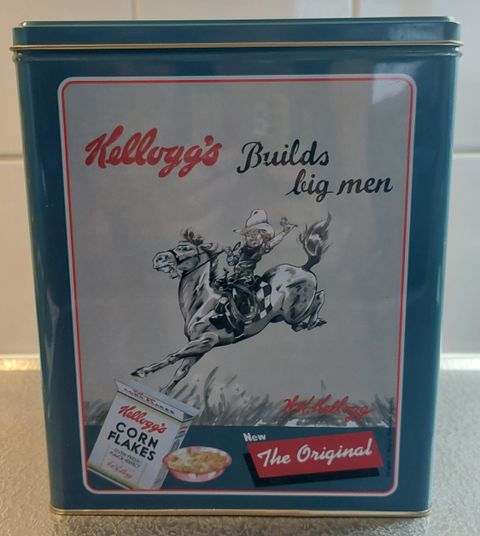 Kellogg's Builds
big men
W.K. Kellogg
Kellogg's
CORN
FLAKES
New
The Original